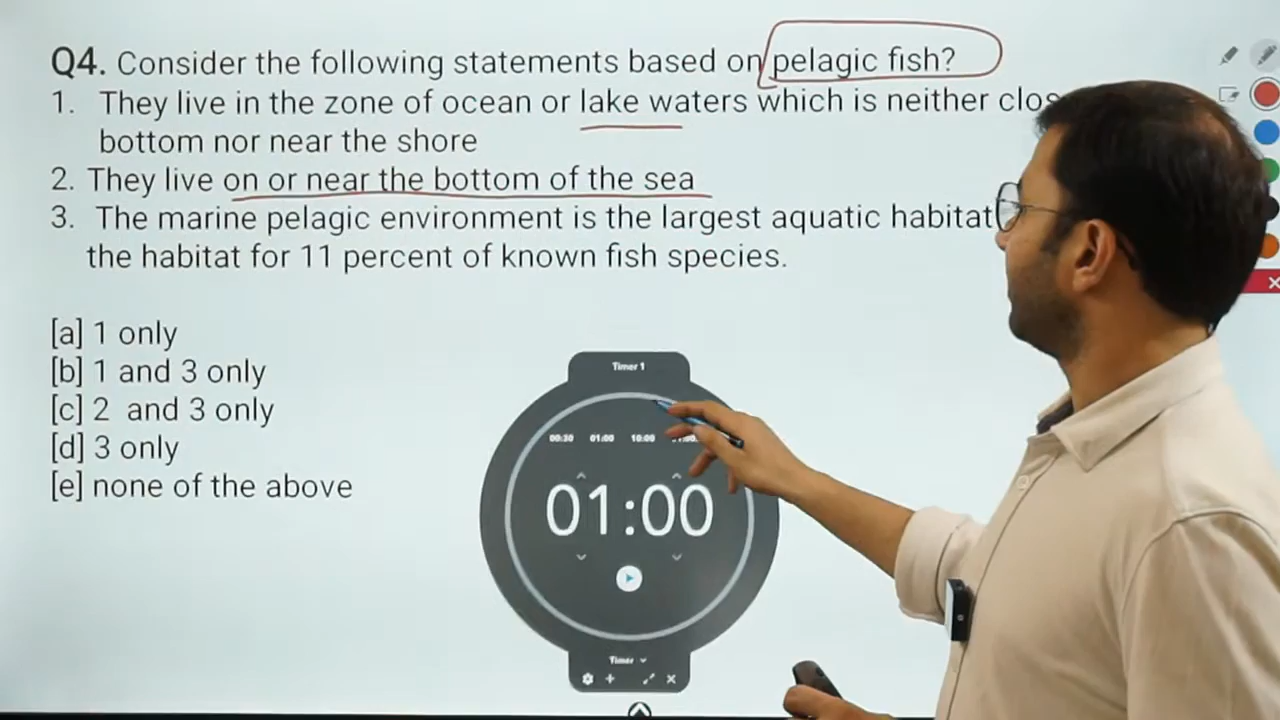 Q4. Consider the following statements based on pelagic fish?
1. They live in the zone of ocean or lake waters which is neither clos
bottom nor near the shore
2. They live on or near the bottom of the sea
3. The marine pelagic environment is the largest aquatic habitat
the habitat for 11 percent of known fish species.
[a] 1 only
[b] 1 and 3 only
[c] 2 and 3 only
[d] 3 only
[e] none of the above
Timer 1
00:30 01:00 10:00
01:00
Timer